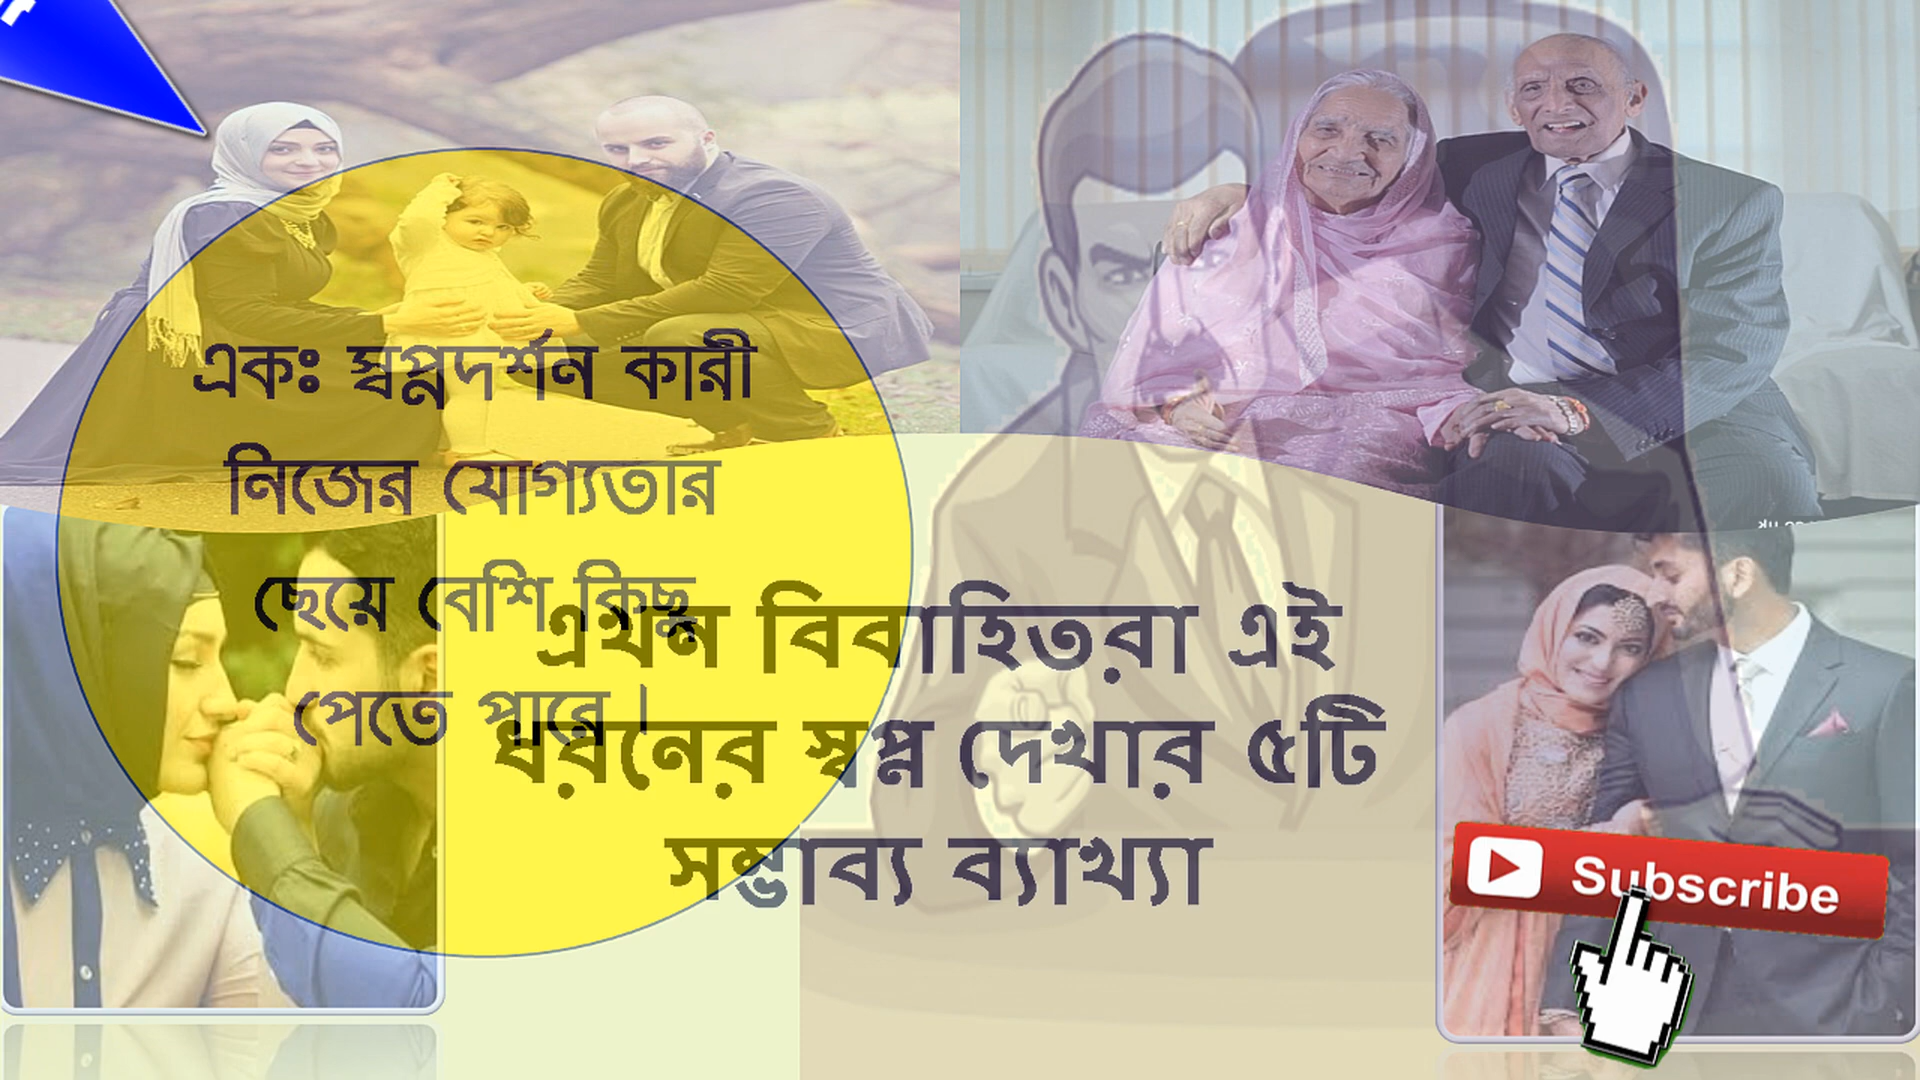 একঃ স্বপ্নদর্শন কারী
নিজের যোগ্যতার
ছেয়ে বেশি কিছু
পেতে পারে ।
এখন বিবাহিতরা এই
ধরনের স্বপ্ন দেখার ৫টি
সম্ভাব্য ব্যাখ্যা
Subscribe